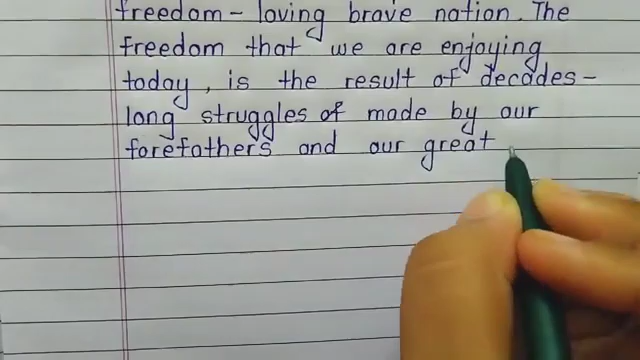 freedom - loving brave nation. The
freedom that we are enjoying
today, is the result of decades-
long struggles of made by our
forefathers and our great